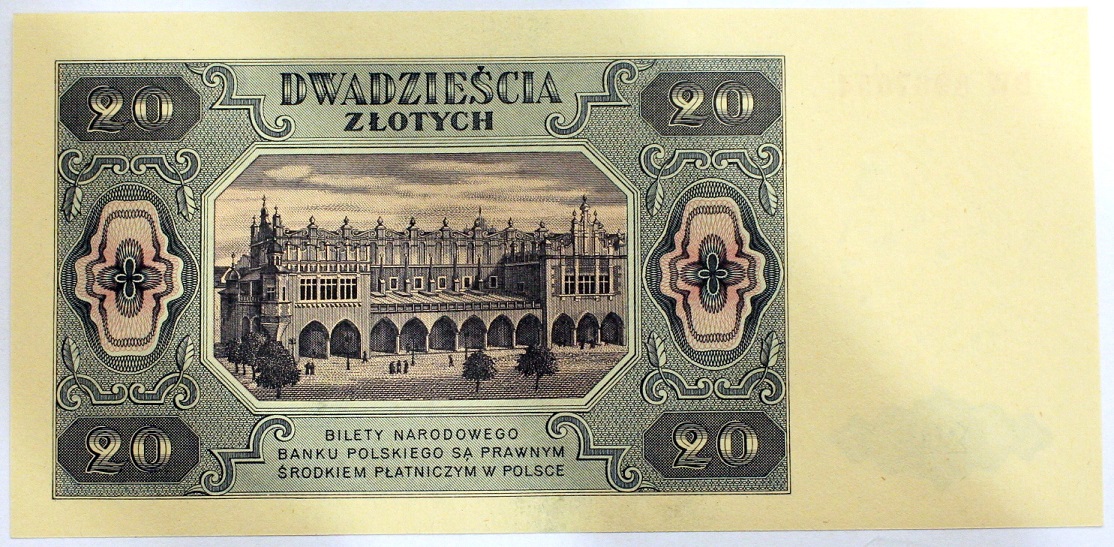 20
DWADZIEŚCIA
ZŁOTYCH
20
20
BILETY NARODOWEGO
BANKU POLSKIEGO SĄ PRAWNYM
ŚRODKIEM PŁATNICZYM W POLSCE
20